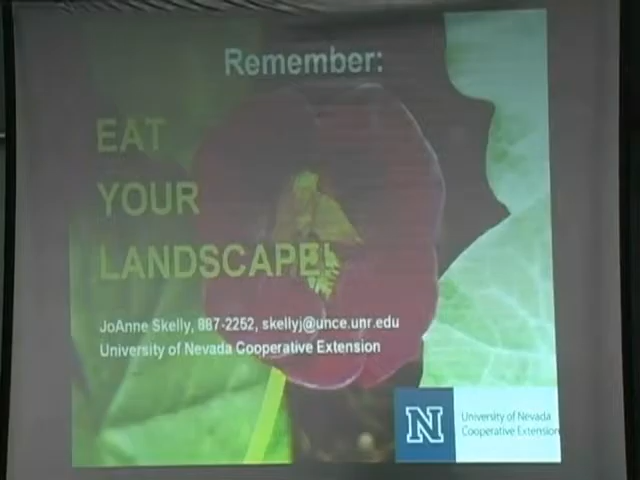 Remember:
EAT
YOUR
LANDSCAPE!
JoAnne Skelly, 887-2252, skellyj@unce.unr.edu
University of Nevada Cooperative Extension
N
University of Nevada
Cooperative Extension